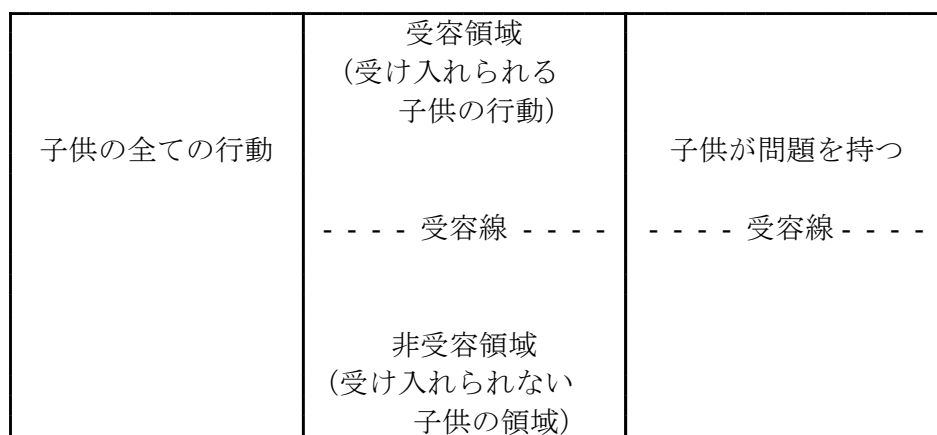 子供の全ての行動
受容領域
(受け入れられる
子供の行動)
- - - - 受容線 - - - -
非受容領域
(受け入れられない
子供の領域)
子供が問題を持つ
- - - - 受容線 - - - -